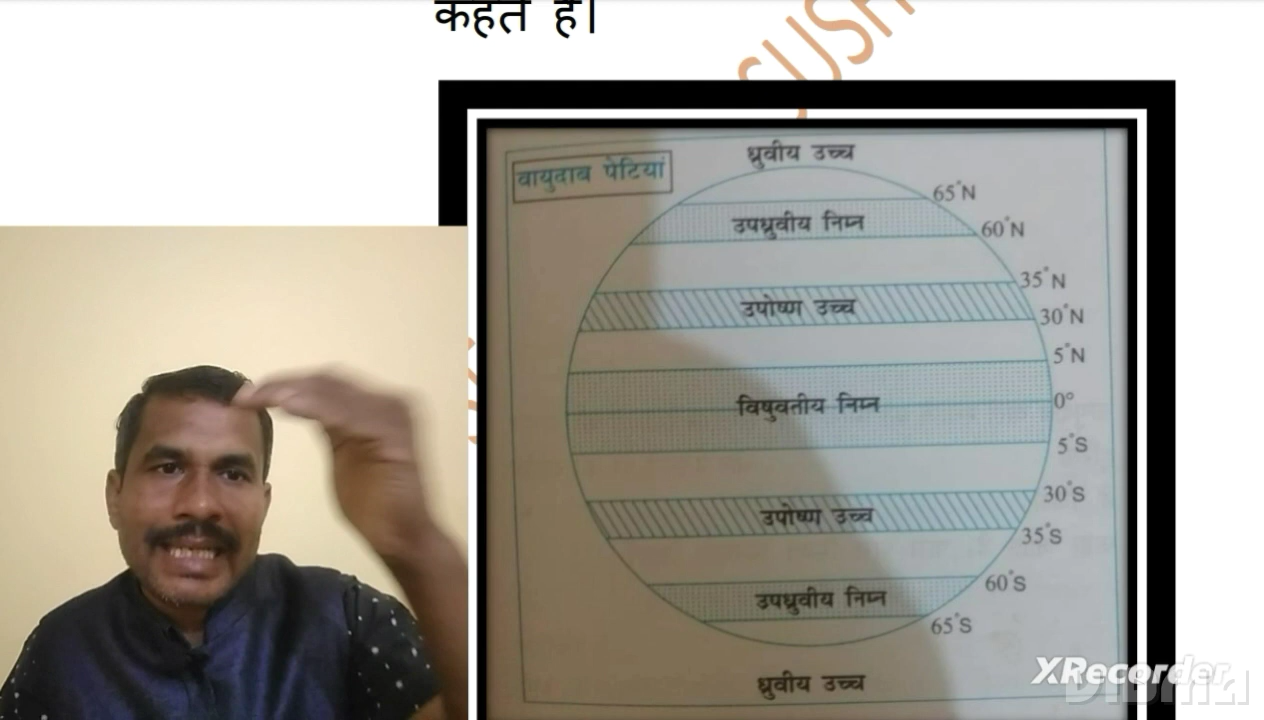 कहते हैं।
SUSH
वायुदाब पेटियां
ध्रुवीय उच्च
65°N
उपध्रुवीय निम्न
60°N
35°N
उपोष्ण उच्च
30°N
5°N
विषुवतीय निम्न
0°
5°S
30°S
उपोष्ण उच्च
35°S
60°S
उपध्रुवीय निम्न
65°S
ध्रुवीय उच्च
XRecorder